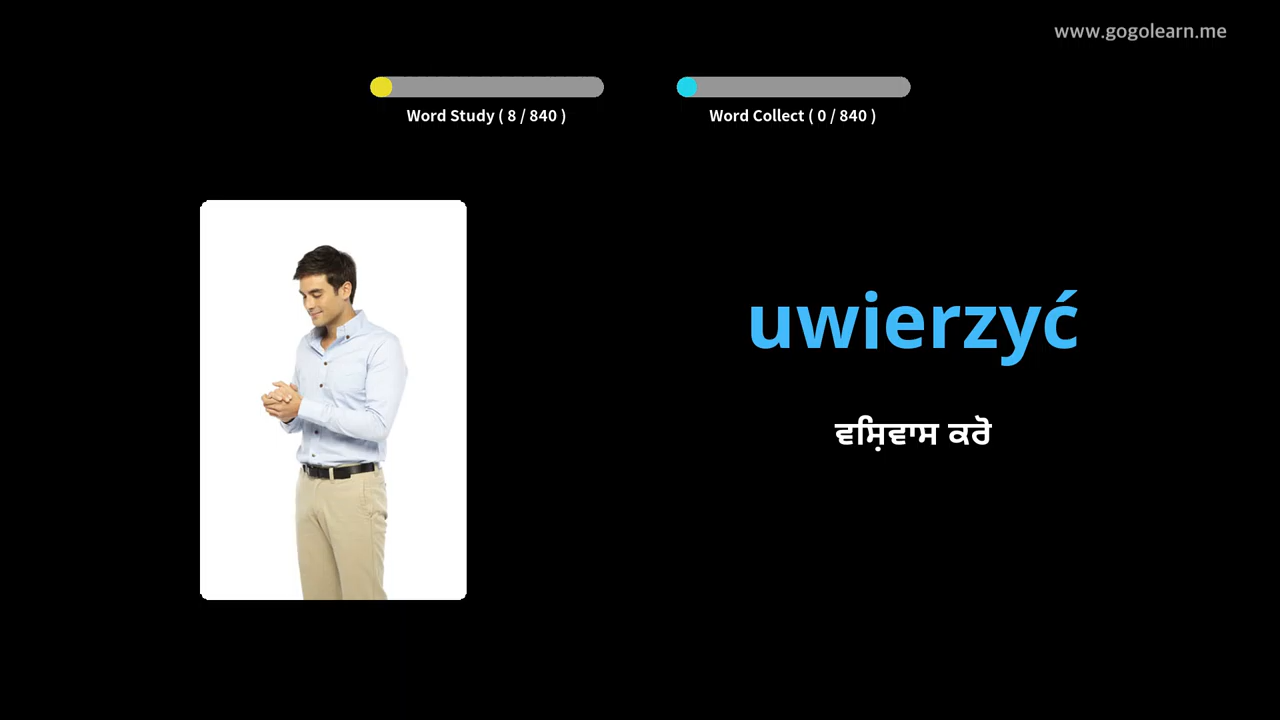 www.gogolearn.me
Word Study ( 8 / 840 )
Word Collect ( 0 / 840 )
uwierzyć
ਵਿਸ਼ਵਾਸ ਕਰੋ